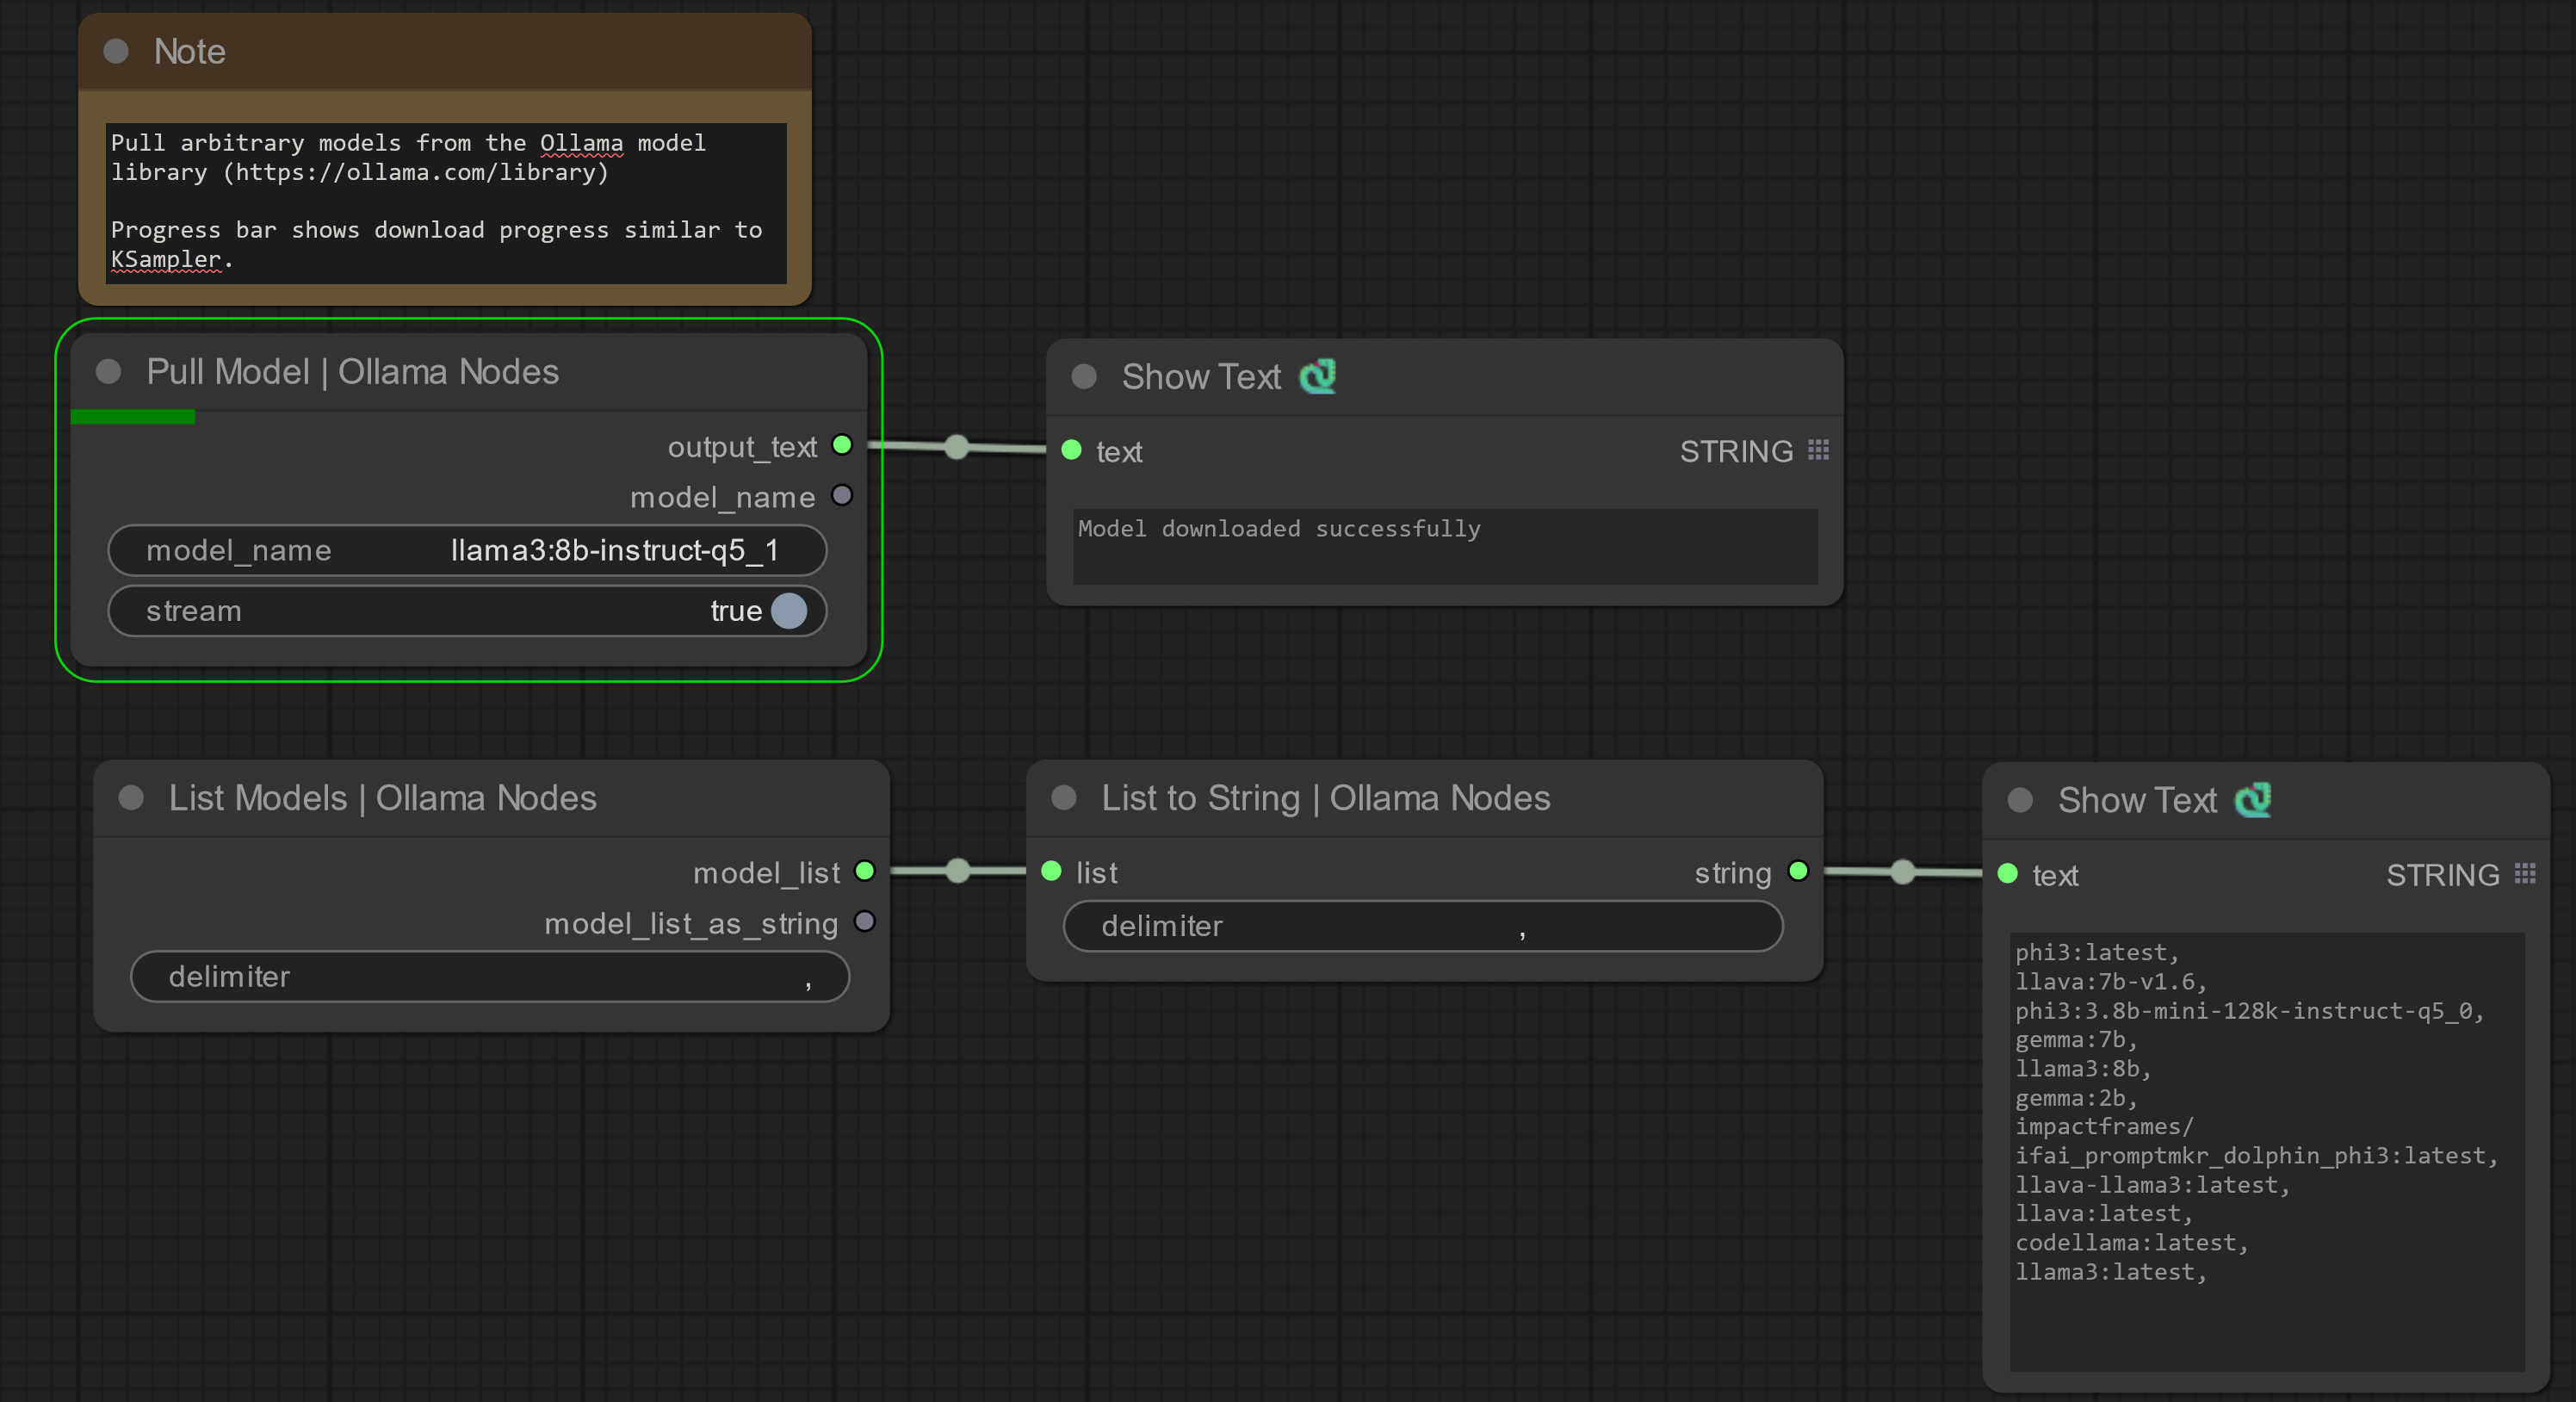 Note
Pull arbitrary models from the Ollama model
library (https://ollama.com/library)
Progress bar shows download progress similar to
KSampler.
Pull Model | Ollama Nodes
output_text
model_name
model_name llama3:8b-instruct-q5_1
stream true
Show Text
text STRING
Model downloaded successfully
List Models | Ollama Nodes
model_list
model_list_as_string
delimiter ,
List to String | Ollama Nodes
list string
delimiter ,
Show Text
text STRING
phi3:latest,
llava:7b-v1.6,
phi3:3.8b-mini-128k-instruct-q5_0,
gemma:7b,
llama3:8b,
gemma:2b,
impactframes/
ifai_promptmkr_dolphin_phi3:latest,
llava-llama3:latest,
llava:latest,
codellama:latest,
llama3:latest,